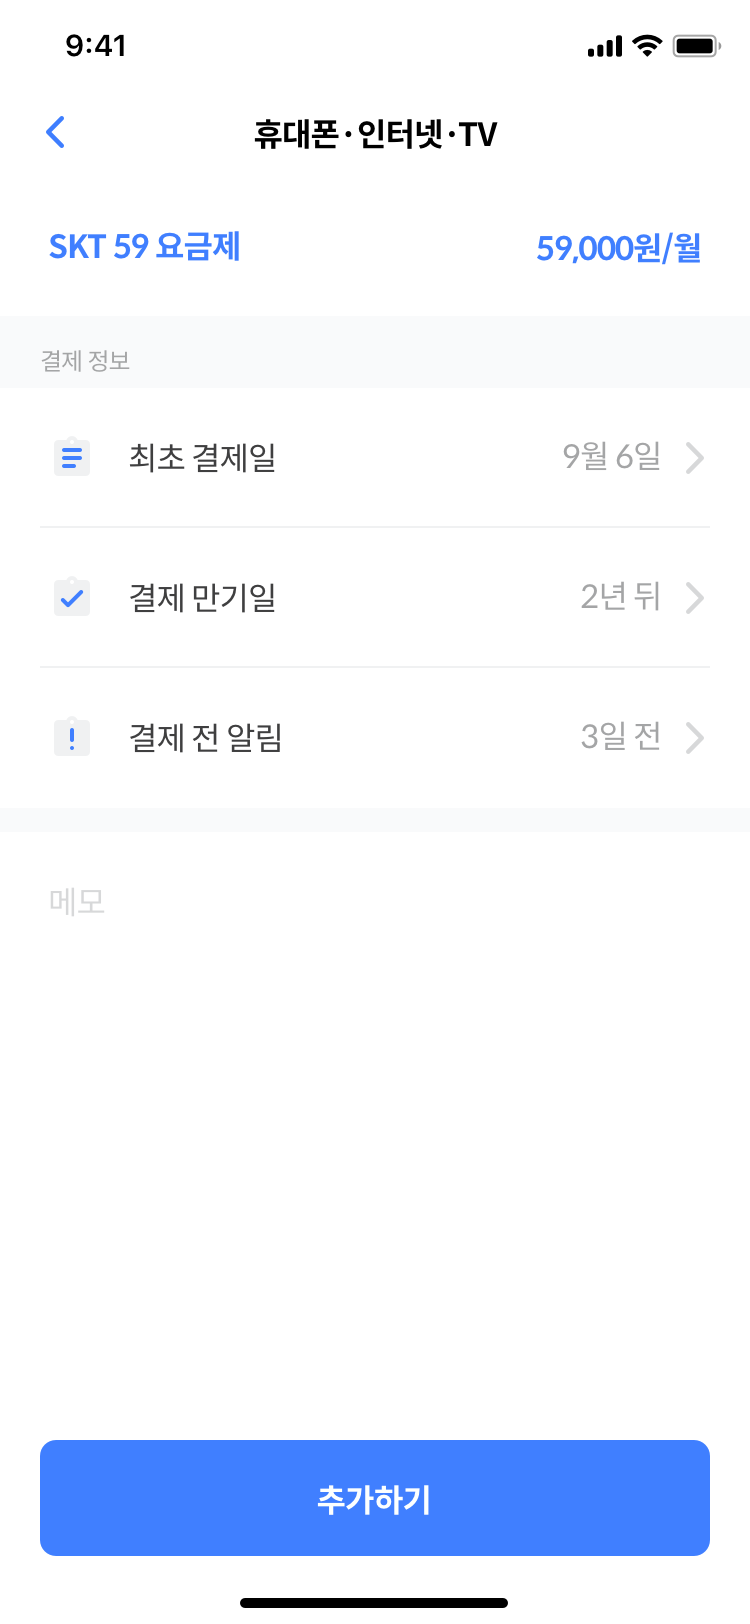 9:41
휴대폰·인터넷·TV
SKT 59 요금제 59,000원/월
결제 정보
최초 결제일 9월 6일
결제 만기일 2년 뒤
결제 전 알림 3일 전
메모
추가하기